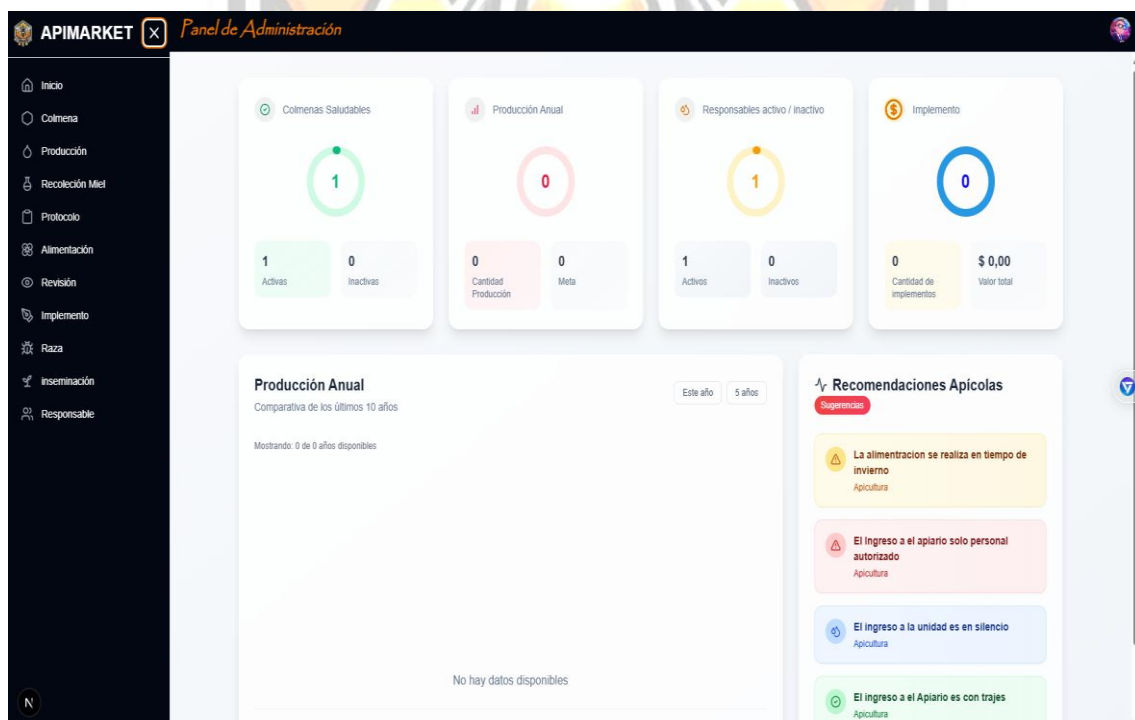 APIMARKET
X
Panel de Administración
Inicio
Colmena
Producción
Recoleción Miel
Protocolo
Alimentación
Revisión
Implemento
Raza
inseminación
Responsable
N
Colmenas Saludables
1
1
Activas
0
Inactivas
Producción Anual
0
0
Cantidad
Producción
0
Meta
Responsables activo / inactivo
1
1
Activos
0
Inactivos
$
Implemento
0
0
Cantidad de
implementos
$ 0,00
Valor total
Producción Anual
Comparativa de los últimos 10 años
Este año
5 años
Mostrando: 0 de 0 años disponibles
No hay datos disponibles
Recomendaciones Apícolas
Sugerencias
La alimentracion se realiza en tiempo de
invierno
Apicultura
El Ingreso a el apiario solo personal
autorizado
Apicultura
El ingreso a la unidad es en silencio
Apicultura
El ingreso a el Apiario es con trajes
Apicultura